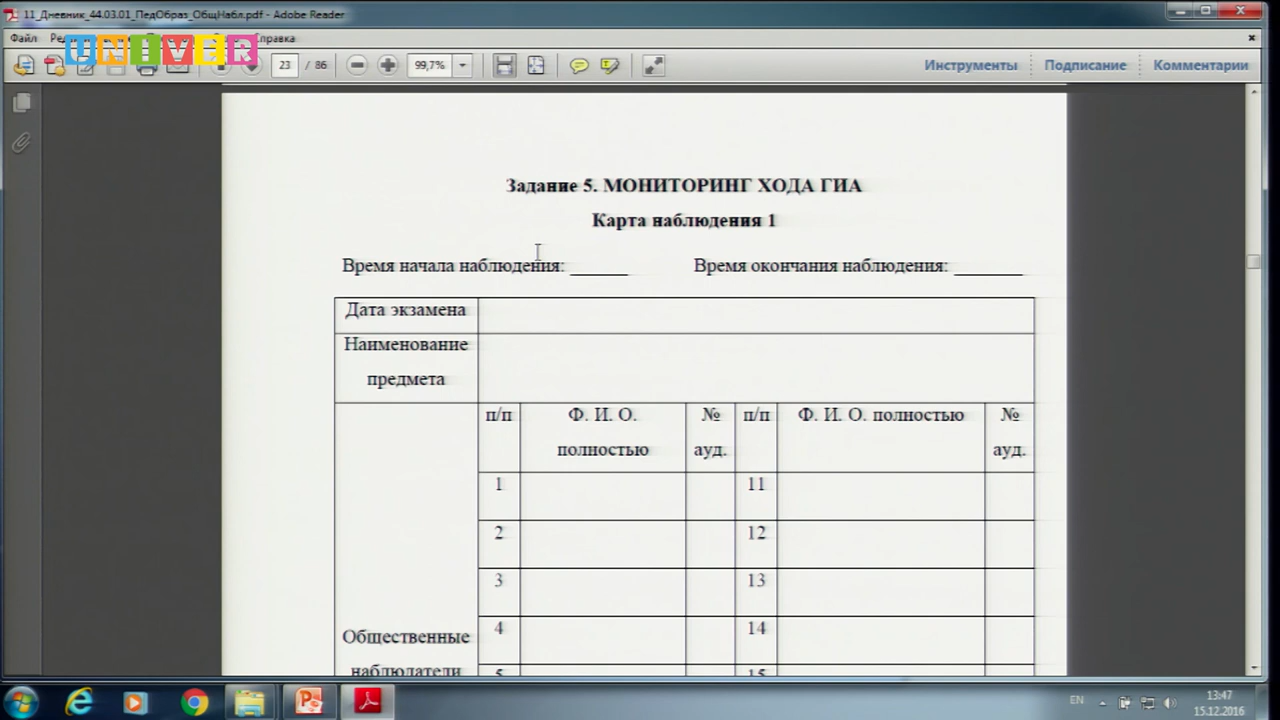 11_Дневник_44.03.01_ПедОбраз_ОбщНабл.pdf - Adobe Reader
Файл
Справка
UNIVER
23 / 86
99,7%
Инструменты
Подписание
Комментарии
Задание 5. МОНИТОРИНГ ХОДА ГИА
Карта наблюдения 1
Время начала наблюдения: ______ Время окончания наблюдения: _______
Дата экзамена
Наименование
предмета
п/п Ф. И. О. № п/п Ф. И. О. полностью №
полностью ауд. ауд.
1 11
2 12
3 13
4 14
Общественные
наблюдатели 5 15
EN
13:47
15.12.2016